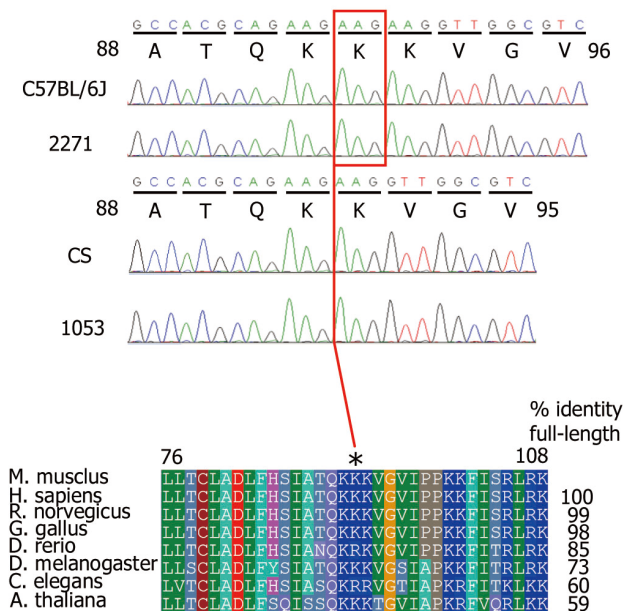 G C C A C G C A G A A G A A G A A G G T T G G C G T C
88 A T Q K K K V G V 96
C57BL/6J
2271
G C C A C G C A G A A G A A G G T T G G C G T C
88 A T Q K K V G V 95
CS
1053
% identity
full-length
76 * 108
M. musclus LLTCLADLFHSIATQKKKVGVIPPKKFISRLRK
H. sapiens LLTCLADLFHSIATQKKKVGVIPPKKFISRLRK 100
R. norvegicus LLTCLADLFHSIATQKKKVGVIPPKKFISRLRK 99
G. gallus LLTCLADLFHSIATQKKKVGVIPPKKFISRLRK 98
D. rerio LLTCLADLFHSIANQKRKVGVIPPKKFITRLRK 85
D. melanogaster LLSCLADLFYSIATQKKKVGSIAPKKFITRLRK 73
C. elegans LVTCLADLFHSIATQKRRVGTIAPKKFITRLRK 60
A. thaliana LLTCLADLFSQISSQKKKTGVIAPKRFVQRLKK 59